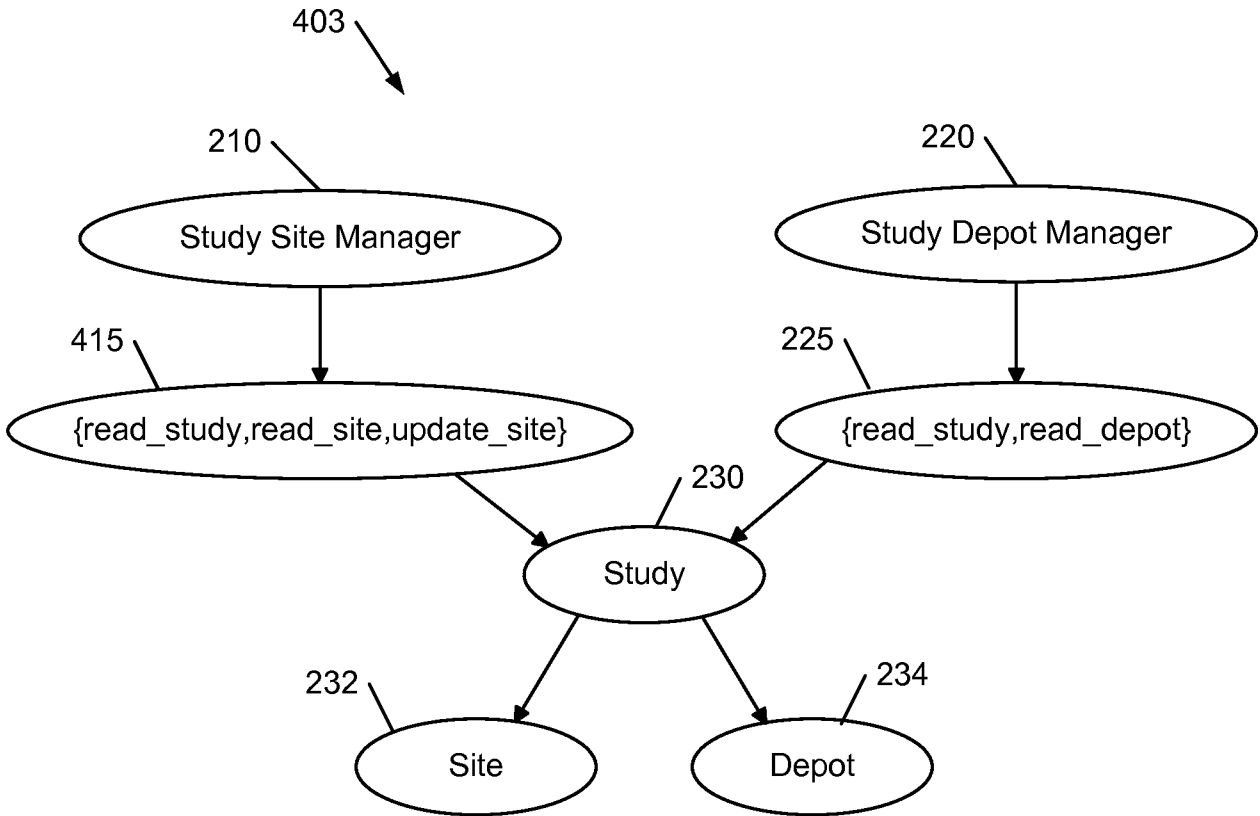 403
210
220
Study Site Manager
Study Depot Manager
415
225
{read_study,read_site,update_site}
{read_study,read_depot}
230
Study
232
234
Site
Depot